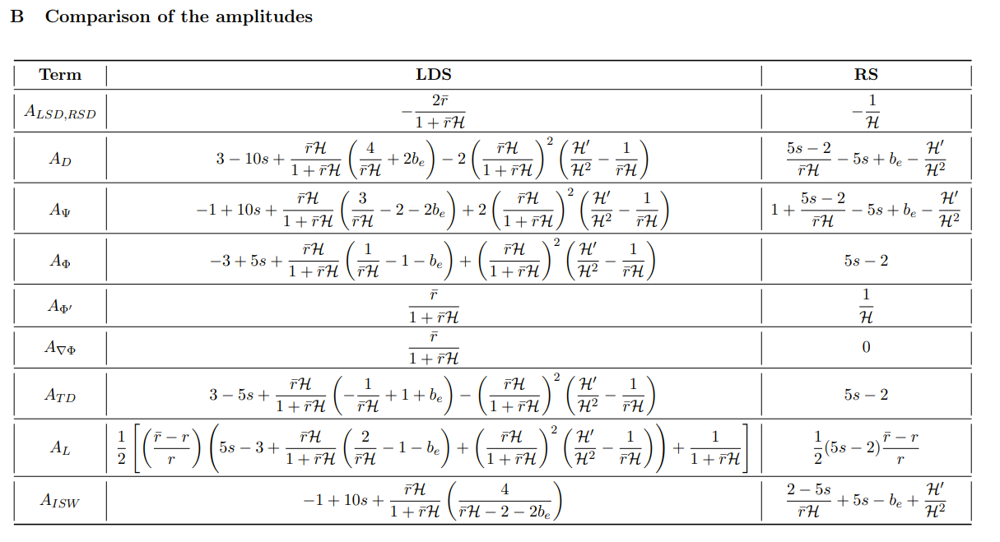 B Comparison of the amplitudes
Term LDS RS
$A_{LSD,RSD}$ $-\frac{2\bar{r}}{1+\bar{r}\mathcal{H}}$ $-\frac{1}{\mathcal{H}}$
$A_D$ $3-10s+\frac{\bar{r}\mathcal{H}}{1+\bar{r}\mathcal{H}}\left(\frac{4}{\bar{r}\mathcal{H}}+2b_e\right)-2\left(\frac{\bar{r}\mathcal{H}}{1+\bar{r}\mathcal{H}}\right)^2\left(\frac{\mathcal{H}'}{\mathcal{H}^2}-\frac{1}{\bar{r}\mathcal{H}}\right)$ $\frac{5s-2}{\bar{r}\mathcal{H}}-5s+b_e-\frac{\mathcal{H}'}{\mathcal{H}^2}$
$A_\Psi$ $-1+10s+\frac{\bar{r}\mathcal{H}}{1+\bar{r}\mathcal{H}}\left(\frac{3}{\bar{r}\mathcal{H}}-2-2b_e\right)+2\left(\frac{\bar{r}\mathcal{H}}{1+\bar{r}\mathcal{H}}\right)^2\left(\frac{\mathcal{H}'}{\mathcal{H}^2}-\frac{1}{\bar{r}\mathcal{H}}\right)$ $1+\frac{5s-2}{\bar{r}\mathcal{H}}-5s+b_e-\frac{\mathcal{H}'}{\mathcal{H}^2}$
$A_\Phi$ $-3+5s+\frac{\bar{r}\mathcal{H}}{1+\bar{r}\mathcal{H}}\left(\frac{1}{\bar{r}\mathcal{H}}-1-b_e\right)+\left(\frac{\bar{r}\mathcal{H}}{1+\bar{r}\mathcal{H}}\right)^2\left(\frac{\mathcal{H}'}{\mathcal{H}^2}-\frac{1}{\bar{r}\mathcal{H}}\right)$ $5s-2$
$A_{\Phi'}$ $\frac{\bar{r}}{1+\bar{r}\mathcal{H}}$ $\frac{1}{\mathcal{H}}$
$A_{\nabla\Phi}$ $\frac{\bar{r}}{1+\bar{r}\mathcal{H}}$ $0$
$A_{TD}$ $3-5s+\frac{\bar{r}\mathcal{H}}{1+\bar{r}\mathcal{H}}\left(-\frac{1}{\bar{r}\mathcal{H}}+1+b_e\right)-\left(\frac{\bar{r}\mathcal{H}}{1+\bar{r}\mathcal{H}}\right)^2\left(\frac{\mathcal{H}'}{\mathcal{H}^2}-\frac{1}{\bar{r}\mathcal{H}}\right)$ $5s-2$
$A_L$ $\frac{1}{2}\left[\left(\frac{\bar{r}-r}{r}\right)\left(5s-3+\frac{\bar{r}\mathcal{H}}{1+\bar{r}\mathcal{H}}\left(\frac{2}{\bar{r}\mathcal{H}}-1-b_e\right)+\left(\frac{\bar{r}\mathcal{H}}{1+\bar{r}\mathcal{H}}\right)^2\left(\frac{\mathcal{H}'}{\mathcal{H}^2}-\frac{1}{\bar{r}\mathcal{H}}\right)\right)+\frac{1}{1+\bar{r}\mathcal{H}}\right]$ $\frac{1}{2}(5s-2)\frac{\bar{r}-r}{r}$
$A_{ISW}$ $-1+10s+\frac{\bar{r}\mathcal{H}}{1+\bar{r}\mathcal{H}}\left(\frac{4}{\bar{r}\mathcal{H}-2-2b_e}\right)$ $\frac{2-5s}{\bar{r}\mathcal{H}}+5s-b_e+\frac{\mathcal{H}'}{\mathcal{H}^2}$